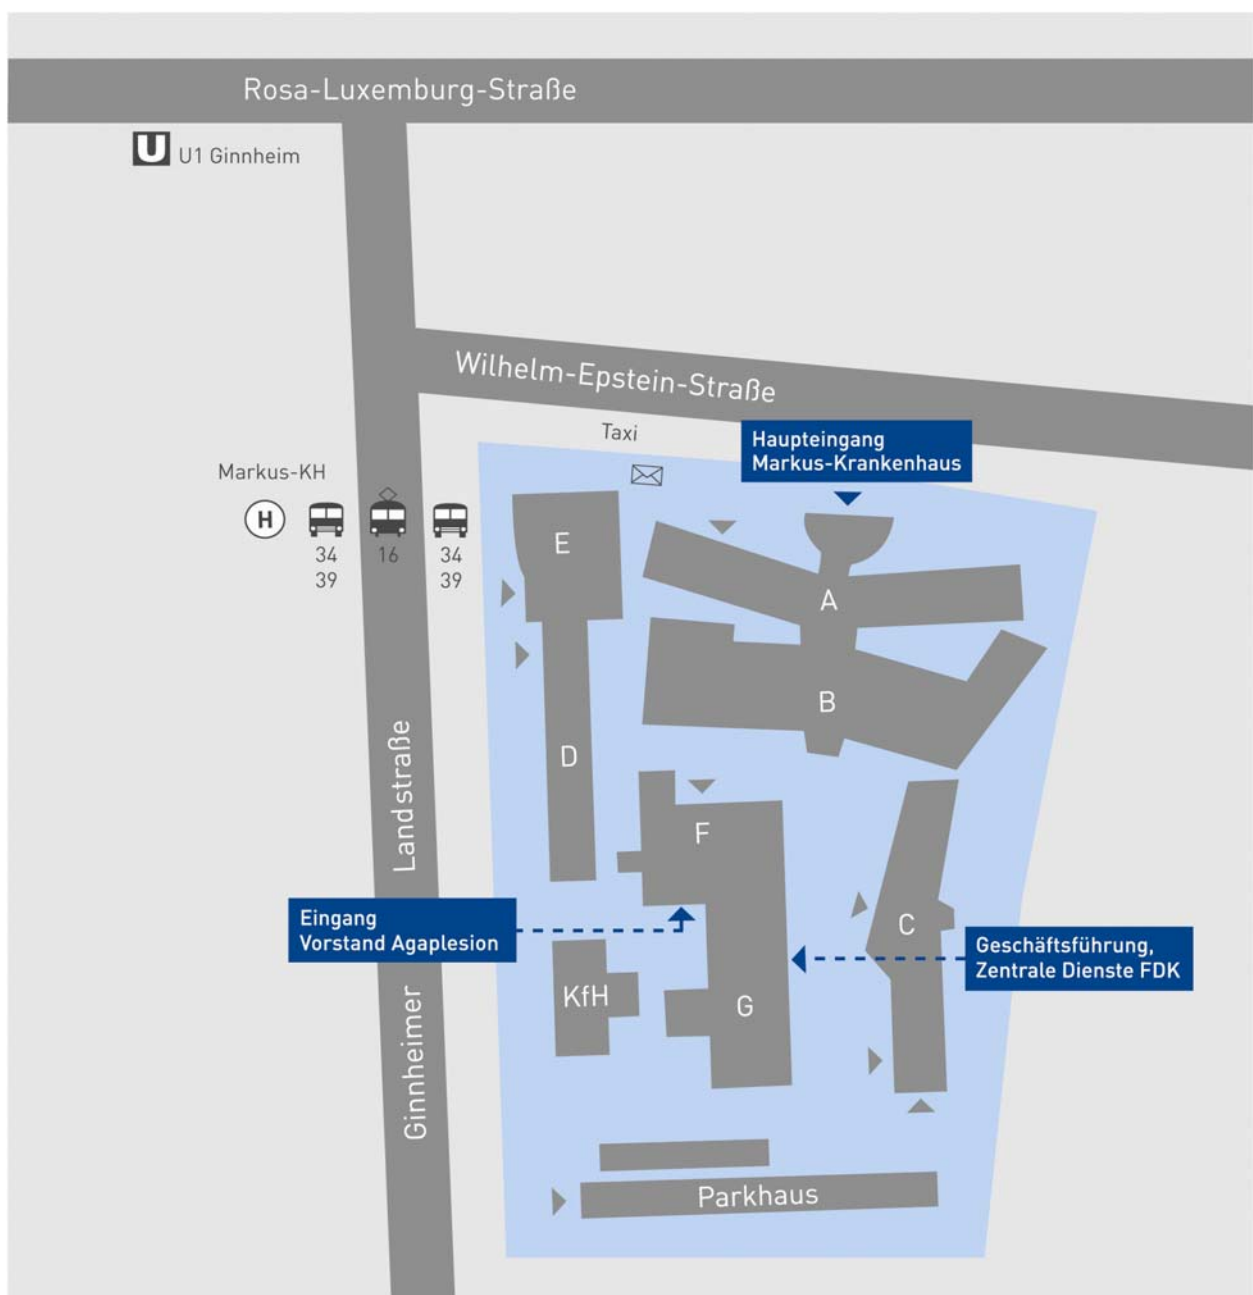 Rosa-Luxemburg-Straße
U
U1 Ginnheim
Wilhelm-Epstein-Straße
Taxi
Haupteingang
Markus-Krankenhaus
Markus-KH
H
34
39
16
34
39
E
A
B
D
F
Landstraße
Ginnheimer
Eingang
Vorstand Agaplesion
C
Geschäftsführung,
Zentrale Dienste FDK
KfH
G
Parkhaus